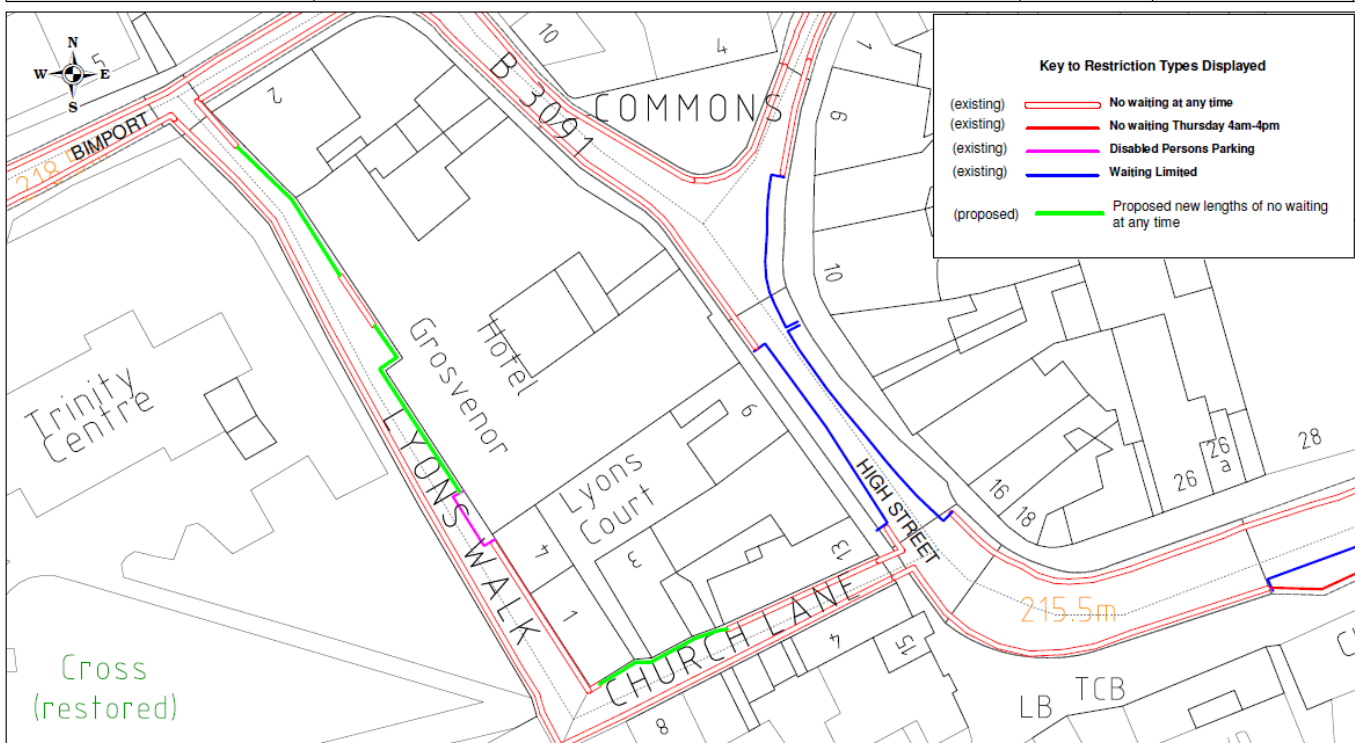 N
W E
S
5
BIMPORT
2
10
4
B 3091
COMMONS
1
6
10
Key to Restriction Types Displayed
(existing) No waiting at any time
(existing) No waiting Thursday 4am-4pm
(existing) Disabled Persons Parking
(existing) Waiting Limited
(proposed) Proposed new lengths of no waiting
at any time
Trinity
Centre
Grosvenor
Hotel
LYONS WALK
Lyons
Court
9
4
3
1
13
HIGH STREET
16
18
26
26
a
28
CHURCH LANE
215.5m
4
15
8
Cross
(restored)
LB
TCB